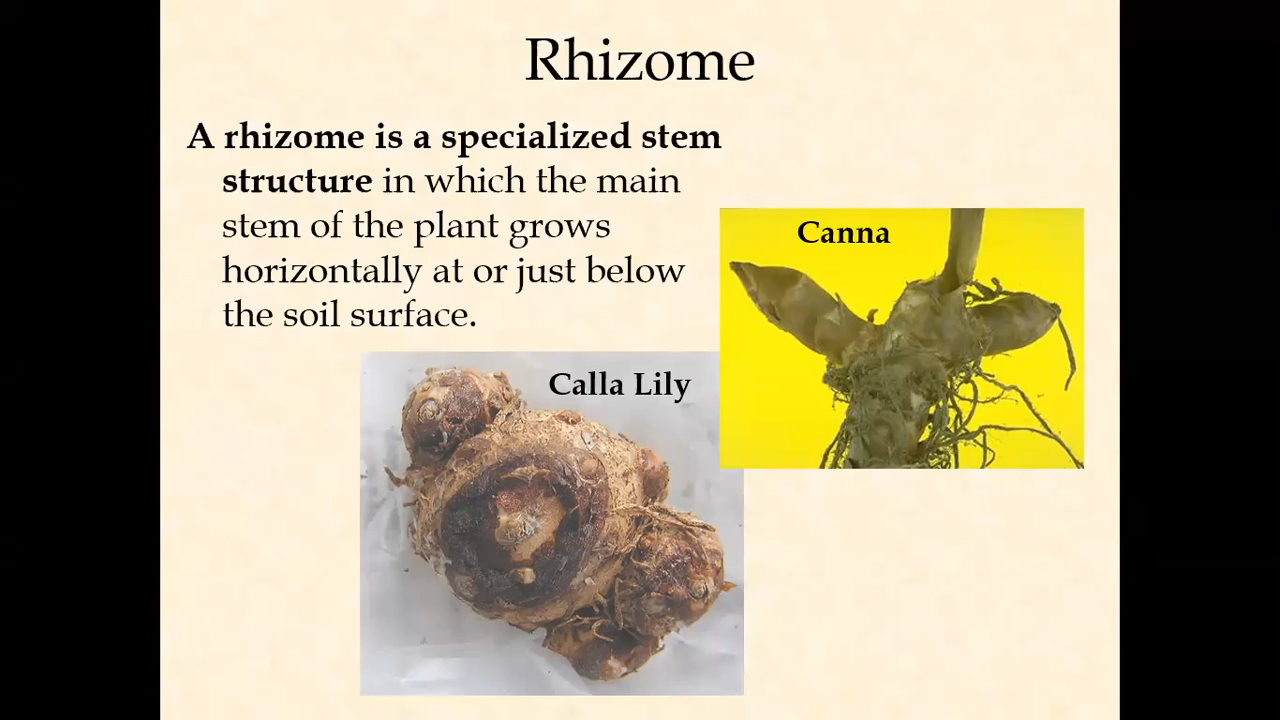 Rhizome
A rhizome is a specialized stem
structure in which the main
stem of the plant grows
horizontally at or just below
the soil surface.
Canna
Calla Lily